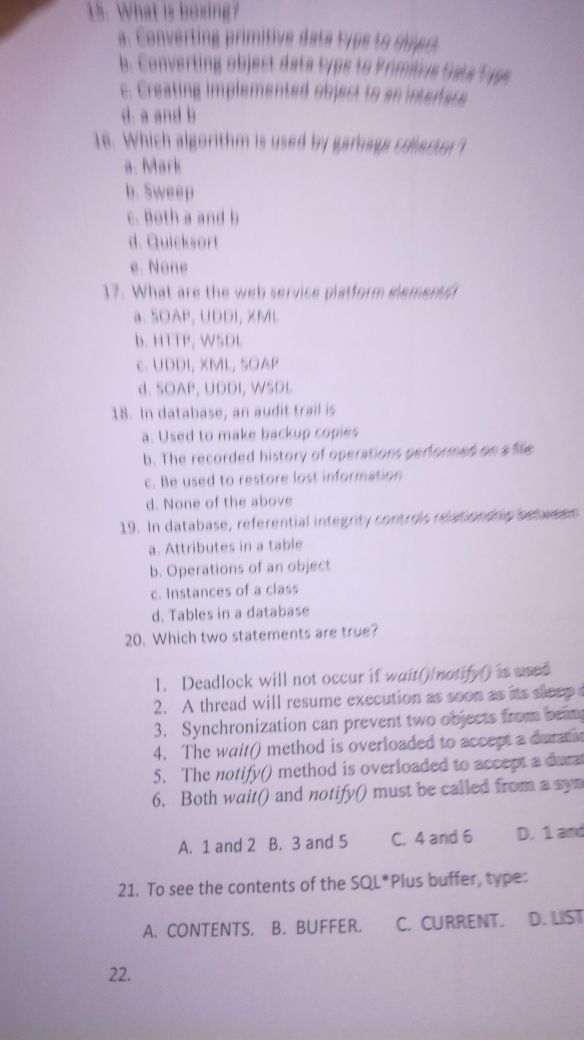 15. What is boxing?
a. Converting primitive data type to object
b. Converting object data type to Primitive Data Type
c. Creating implemented object to an interface
d. a and b
16. Which algorithm is used by garbage collector?
a. Mark
b. Sweep
c. Both a and b
d. Quicksort
e. None
17. What are the web service platform elements?
a. SOAP, UDDI, XML
b. HTTP, WSDL
c. UDDI, XML, SOAP
d. SOAP, UDDI, WSDL
18. In database, an audit trail is
a. Used to make backup copies
b. The recorded history of operations performed on a file
c. Be used to restore lost information
d. None of the above
19. In database, referential integrity controls relationship between
a. Attributes in a table
b. Operations of an object
c. Instances of a class
d. Tables in a database
20. Which two statements are true?
1. Deadlock will not occur if wait()/notify() is used
2. A thread will resume execution as soon as its sleep
3. Synchronization can prevent two objects from being
4. The wait() method is overloaded to accept a
5. The notify() method is overloaded to accept a
6. Both wait() and notify() must be called from a
A. 1 and 2 B. 3 and 5 C. 4 and 6 D. 1 and
21. To see the contents of the SQL*Plus buffer, type:
A. CONTENTS. B. BUFFER. C. CURRENT. D. LIST
22.